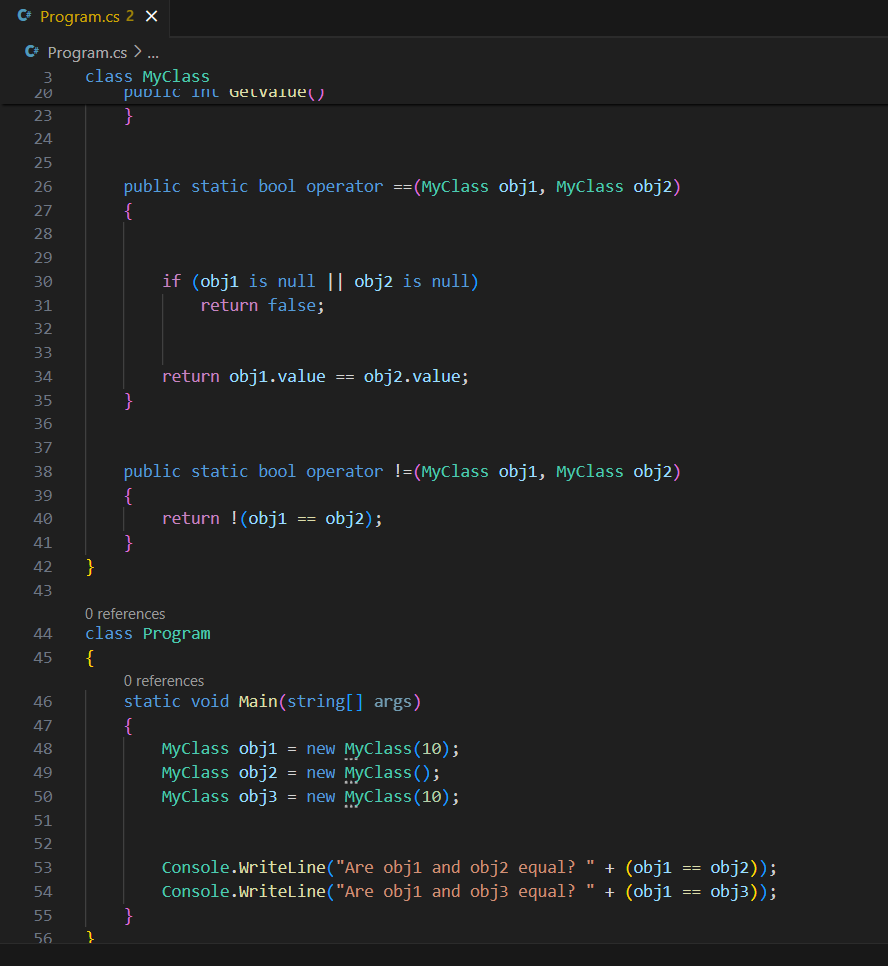 C# Program.cs 2 ×
C# Program.cs > ...
3 class MyClass
20 public int GetValue()
23 }
24
25
26 public static bool operator ==(MyClass obj1, MyClass obj2)
27 {
28
29
30 if (obj1 is null || obj2 is null)
31 return false;
32
33
34 return obj1.value == obj2.value;
35 }
36
37
38 public static bool operator !=(MyClass obj1, MyClass obj2)
39 {
40 return !(obj1 == obj2);
41 }
42 }
43
0 references
44 class Program
45 {
0 references
46 static void Main(string[] args)
47 {
48 MyClass obj1 = new MyClass(10);
49 MyClass obj2 = new MyClass();
50 MyClass obj3 = new MyClass(10);
51
52
53 Console.WriteLine("Are obj1 and obj2 equal? " + (obj1 == obj2));
54 Console.WriteLine("Are obj1 and obj3 equal? " + (obj1 == obj3));
55 }
56 }